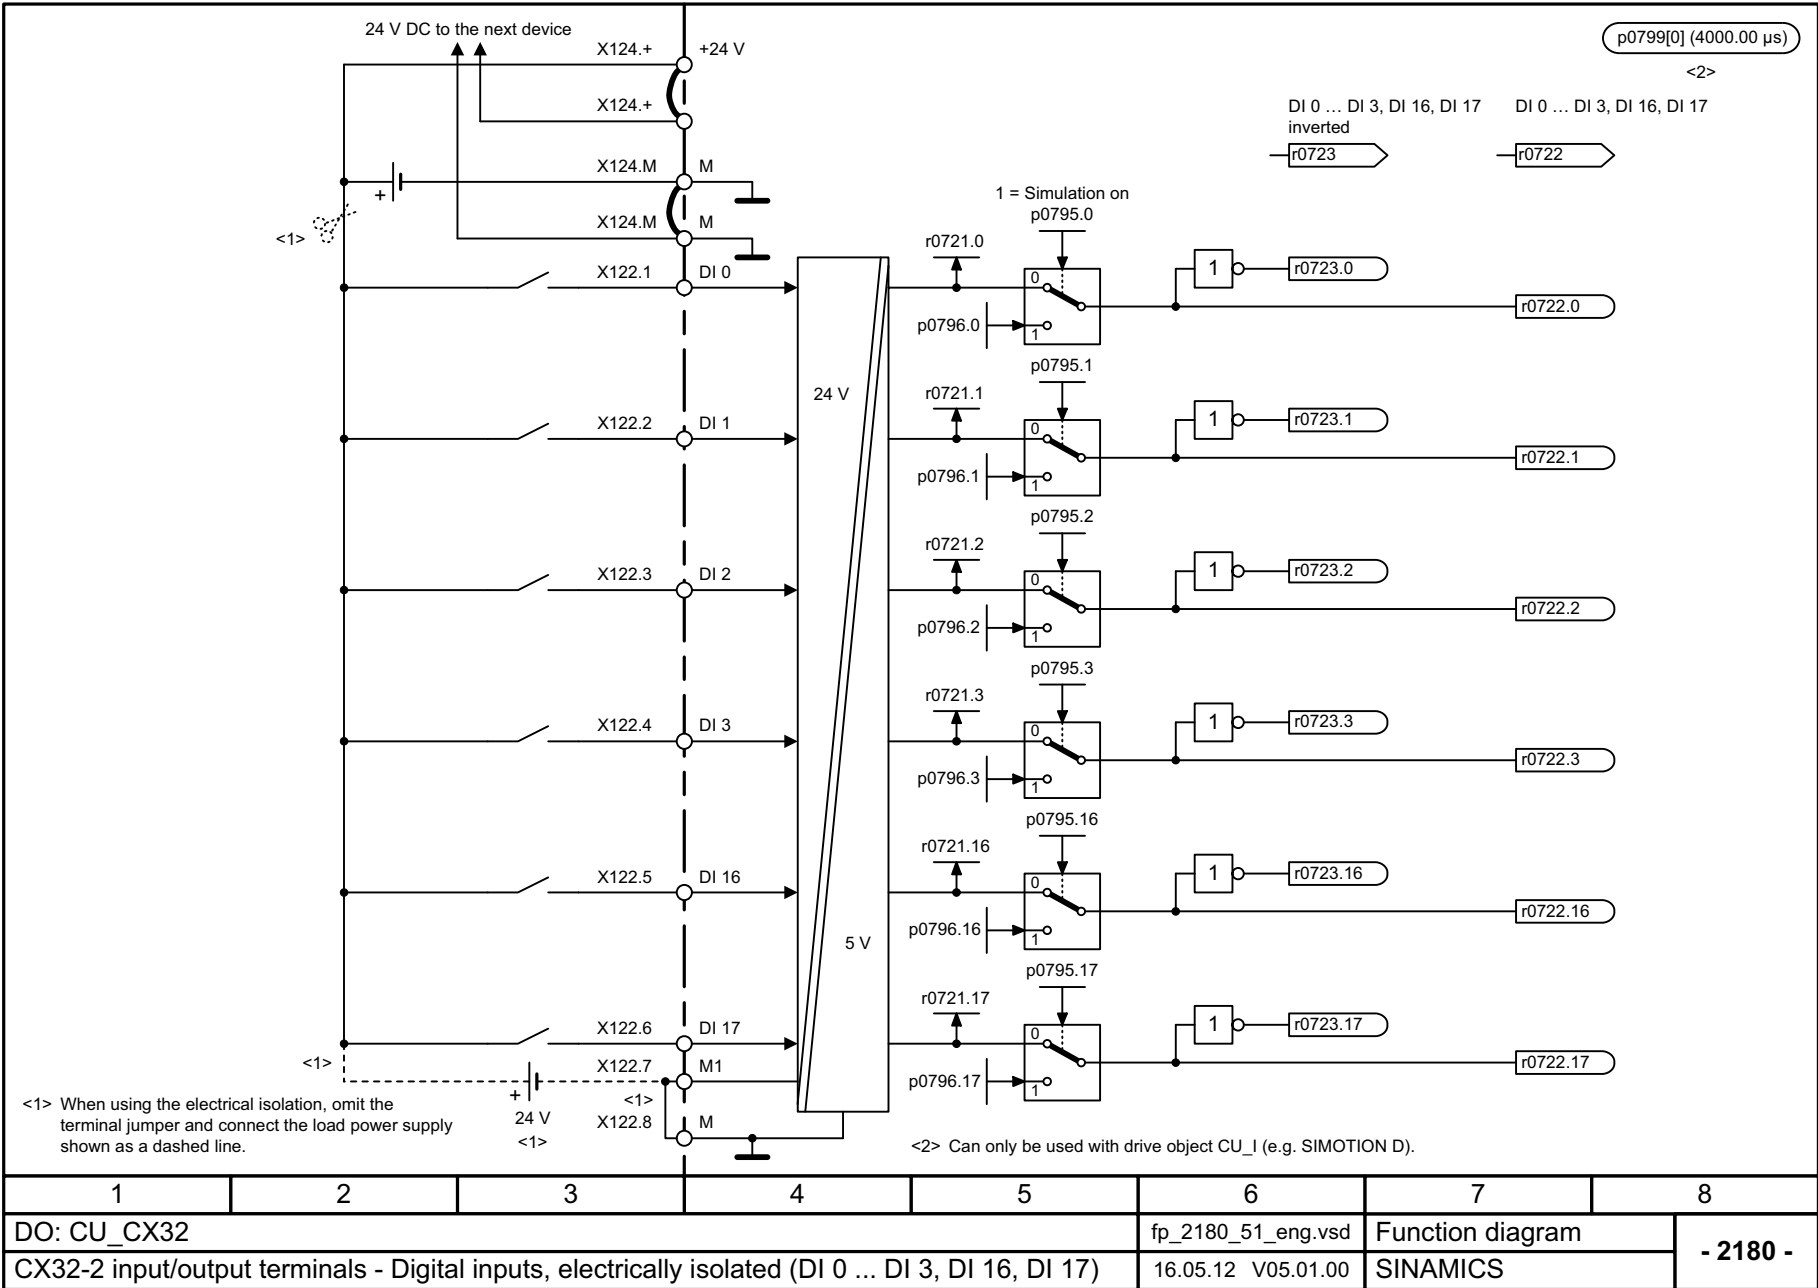 24 V DC to the next device
X124.+ +24 V
p0799[0] (4000.00 µs)
<2>
X124.+
DI 0 … DI 3, DI 16, DI 17
inverted
DI 0 … DI 3, DI 16, DI 17
r0723
r0722
X124.M M
+
<1>
X124.M M
1 = Simulation on
p0795.0
r0721.0
X122.1 DI 0
0
1
p0796.0
1
r0723.0
r0722.0
24 V
p0795.1
r0721.1
X122.2 DI 1
0
1
p0796.1
1
r0723.1
r0722.1
p0795.2
r0721.2
X122.3 DI 2
0
1
p0796.2
1
r0723.2
r0722.2
p0795.3
r0721.3
X122.4 DI 3
0
1
p0796.3
1
r0723.3
r0722.3
p0795.16
r0721.16
X122.5 DI 16
0
1
p0796.16
1
r0723.16
r0722.16
5 V
p0795.17
r0721.17
X122.6 DI 17
0
1
p0796.17
1
r0723.17
r0722.17
<1>
X122.7 M1
+
24 V
<1>
<1>
X122.8 M
<1> When using the electrical isolation, omit the
terminal jumper and connect the load power supply
shown as a dashed line.
<2> Can only be used with drive object CU_I (e.g. SIMOTION D).
1 2 3 4 5 6 7 8
DO: CU_CX32
fp_2180_51_eng.vsd
Function diagram
- 2180 -
CX32-2 input/output terminals - Digital inputs, electrically isolated (DI 0 ... DI 3, DI 16, DI 17)
16.05.12 V05.01.00
SINAMICS